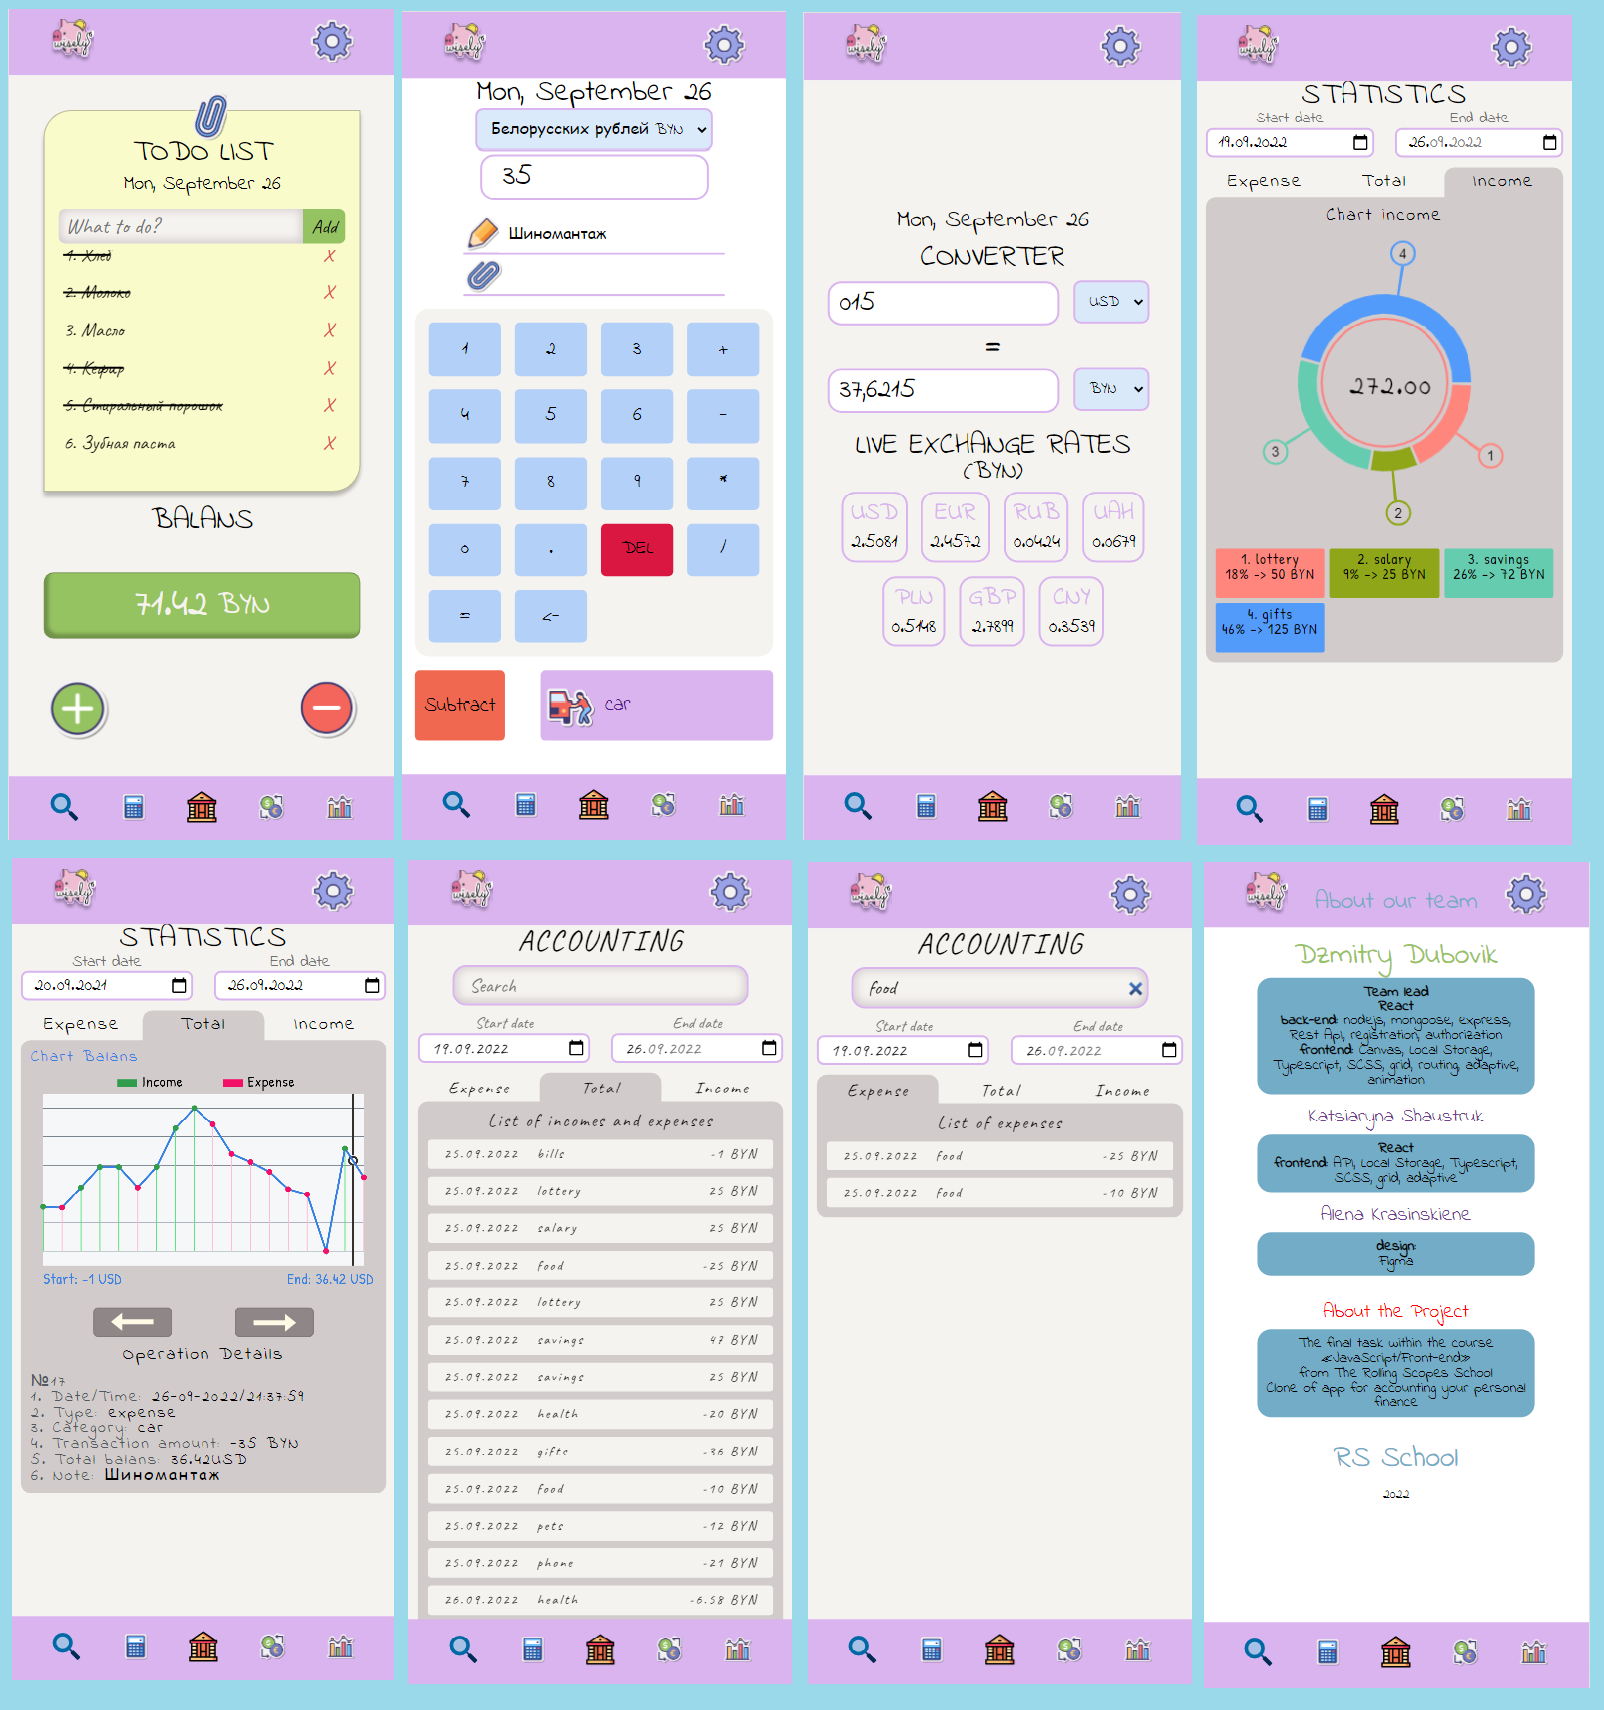 wisely
TODO LIST
Mon, September 26
What to do?
Add
1. Хлеб
X
2. Молоко
X
3. Масло
X
4. Кефир
X
5. Стиральный порошок
X
6. Зубная паста
X
BALANS
71.42 BYN
wisely
Mon, September 26
Белорусских рублей BYN
35
Шиномантаж
1
2
3
+
4
5
6
-
7
8
9
*
0
.
DEL
/
=
<-
Subtract
car
wisely
Mon, September 26
CONVERTER
015
USD
=
37,6215
BYN
LIVE EXCHANGE RATES
(BYN)
USD
2.5081
EUR
2.4572
RUB
0.0424
UAH
0.0679
PLN
0.5148
GBP
2.7899
CNY
0.3539
wisely
STATISTICS
Start date
End date
19.09.2022
26.09.2022
Expense
Total
Income
Chart income
4
272.00
3
1
2
1. lottery
18% -> 50 BYN
2. salary
9% -> 25 BYN
3. savings
26% -> 72 BYN
4. gifts
46% -> 125 BYN
wisely
STATISTICS
Start date
End date
20.09.2021
26.09.2022
Expense
Total
Income
Chart Balans
Income
Expense
Start: -1 USD
End: 36.42 USD
Operation Details
№17
1. Date/Time: 26-09-2022/21:37:59
2. Type: expense
3. Category: car
4. Transaction amount: -35 BYN
5. Total balans: 36.42USD
6. Note: Шиномантаж
wisely
ACCOUNTING
Search
Start date
End date
19.09.2022
26.09.2022
Expense
Total
Income
List of incomes and expenses
25.09.2022 bills -1 BYN
25.09.2022 lottery 25 BYN
25.09.2022 salary 25 BYN
25.09.2022 food -25 BYN
25.09.2022 lottery 25 BYN
25.09.2022 savings 47 BYN
25.09.2022 savings 25 BYN
25.09.2022 health -20 BYN
25.09.2022 gifts -36 BYN
25.09.2022 food -10 BYN
25.09.2022 pets -12 BYN
25.09.2022 phone -21 BYN
26.09.2022 health -6.58 BYN
wisely
ACCOUNTING
food
Start date
End date
19.09.2022
26.09.2022
Expense
Total
Income
List of expenses
25.09.2022 food -25 BYN
25.09.2022 food -10 BYN
wisely
About our team
Dzmitry Dubovik
Team lead
React
back-end: nodejs, mongoose, express,
Rest Api, registration, authorization
frontend: Canvas, Local Storage,
Typescript, SCSS, grid, routing, adaptive,
animation
Katsiaryna Shaustruk
React
frontend: API, Local Storage, Typescript,
SCSS, grid, adaptive
Alena Krasinskiene
design:
Figma
About the Project
The final task within the course
«JavaScript/Front-end»
from The Rolling Scopes School
Clone of app for accounting your personal
finance
RS School
2022